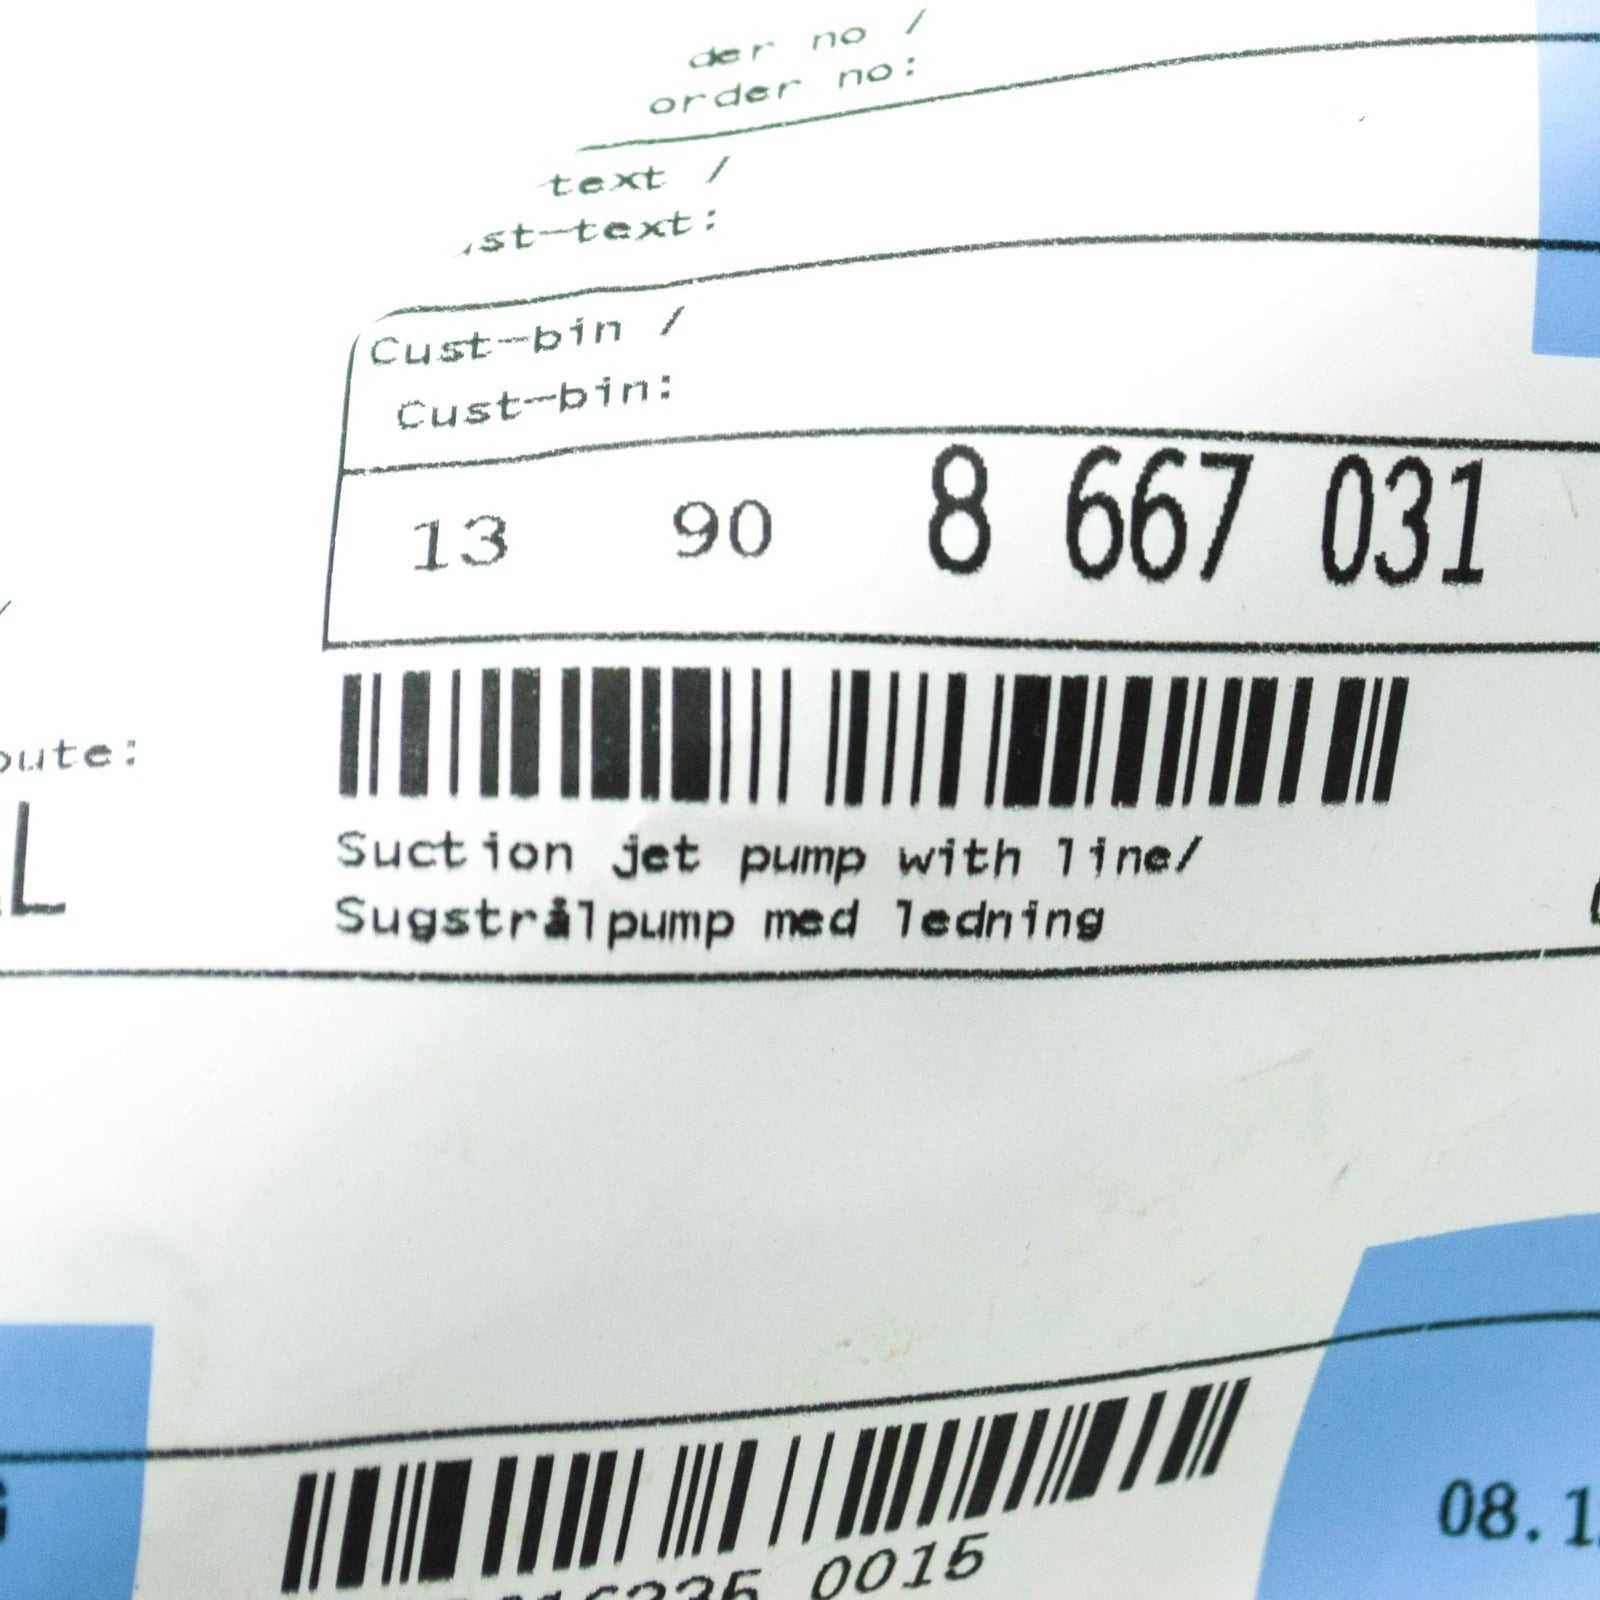 der no /
order no:
text /
st-text:
Cust-bin /
Cust-bin:
13 90 8 667 031
oute:
L
Suction jet pump with line/
Sugstrålpump med ledning
0015
08.1